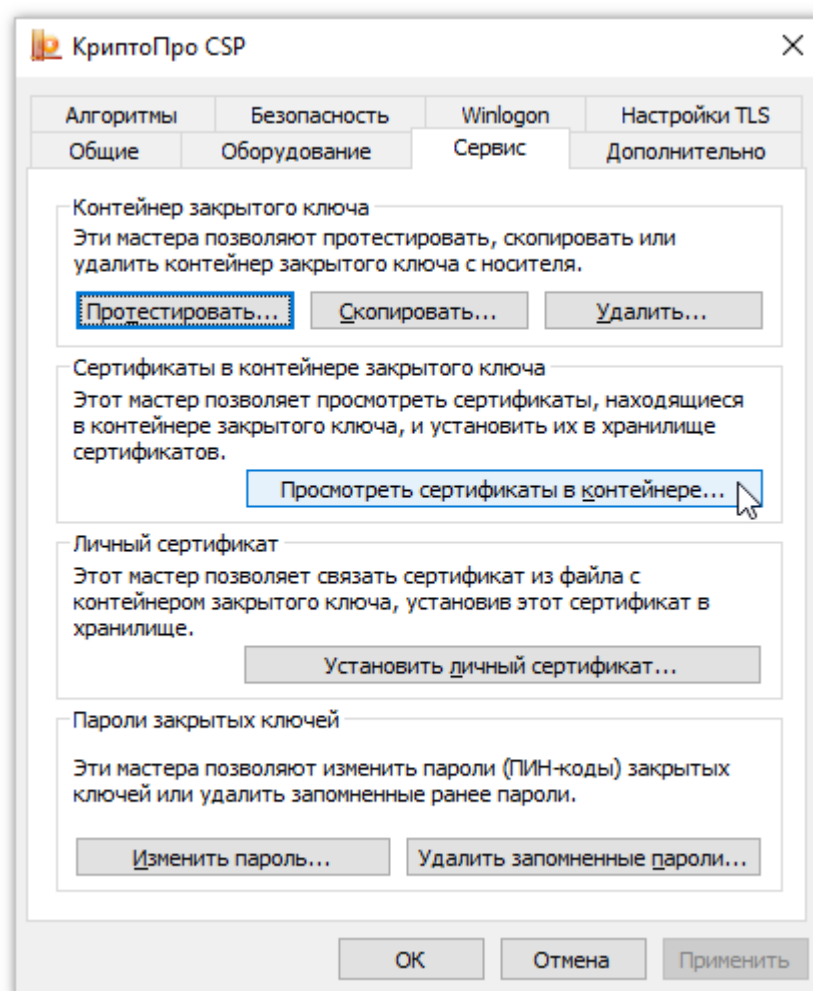 КриптоПро CSP
Алгоритмы Безопасность Winlogon Настройки TLS
Общие Оборудование Сервис Дополнительно
Контейнер закрытого ключа
Эти мастера позволяют протестировать, скопировать или
удалить контейнер закрытого ключа с носителя.
Протестировать... Скопировать... Удалить...
Сертификаты в контейнере закрытого ключа
Этот мастер позволяет просмотреть сертификаты, находящиеся
в контейнере закрытого ключа, и установить их в хранилище
сертификатов.
Просмотреть сертификаты в контейнере...
Личный сертификат
Этот мастер позволяет связать сертификат из файла с
контейнером закрытого ключа, установив этот сертификат в
хранилище.
Установить личный сертификат...
Пароли закрытых ключей
Эти мастера позволяют изменить пароли (ПИН-коды) закрытых
ключей или удалить запомненные ранее пароли.
Изменить пароль... Удалить запомненные пароли...
ОК Отмена Применить